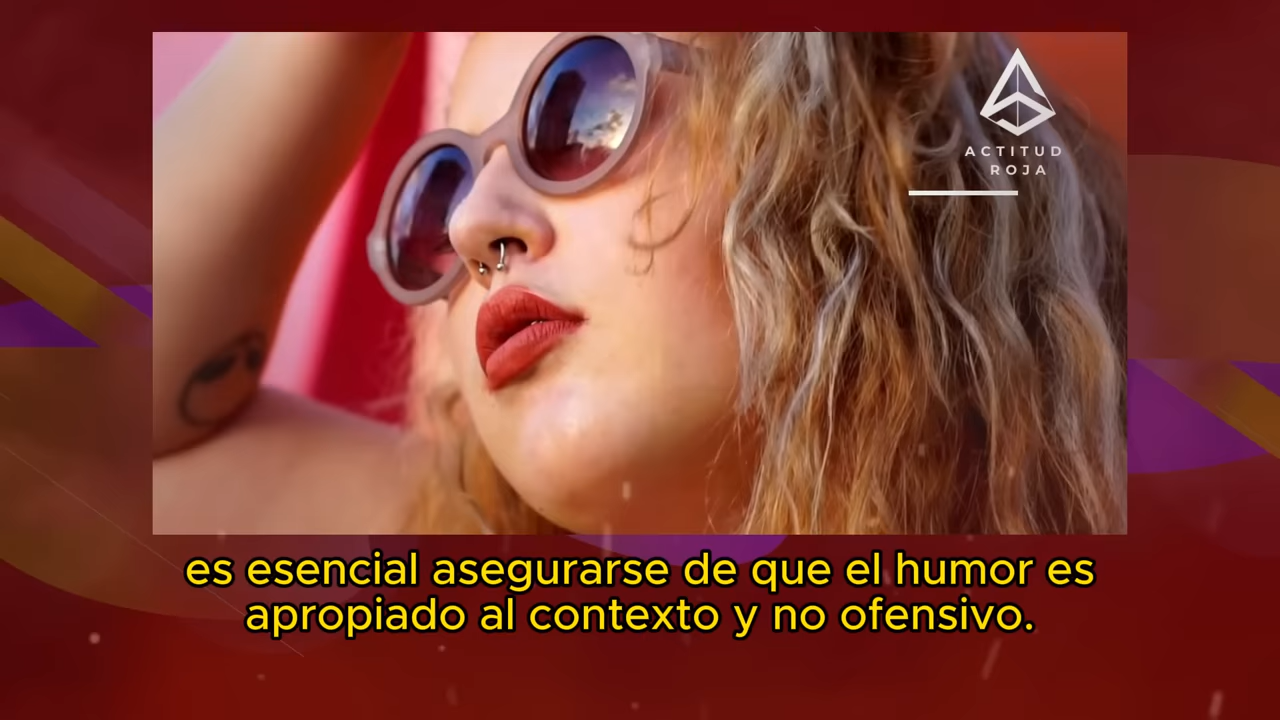 ACTITUD
ROJA
es esencial asegurarse de que el humor es
apropiado al contexto y no ofensivo.